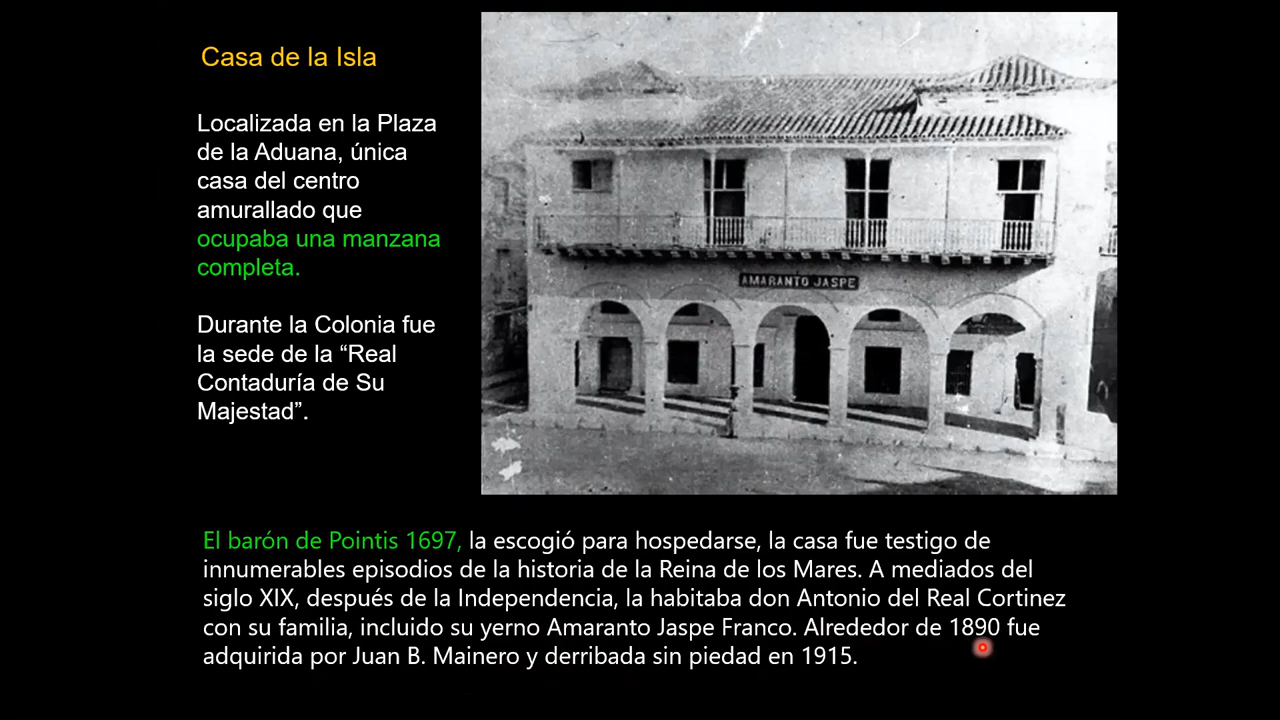 Casa de la Isla
Localizada en la Plaza
de la Aduana, única
casa del centro
amurallado que
ocupaba una manzana
completa.
Durante la Colonia fue
la sede de la “Real
Contaduría de Su
Majestad”.
AMARANTO JASPE
El barón de Pointis 1697, la escogió para hospedarse, la casa fue testigo de
innumerables episodios de la historia de la Reina de los Mares. A mediados del
siglo XIX, después de la Independencia, la habitaba don Antonio del Real Cortinez
con su familia, incluido su yerno Amaranto Jaspe Franco. Alrededor de 1890 fue
adquirida por Juan B. Mainero y derribada sin piedad en 1915.